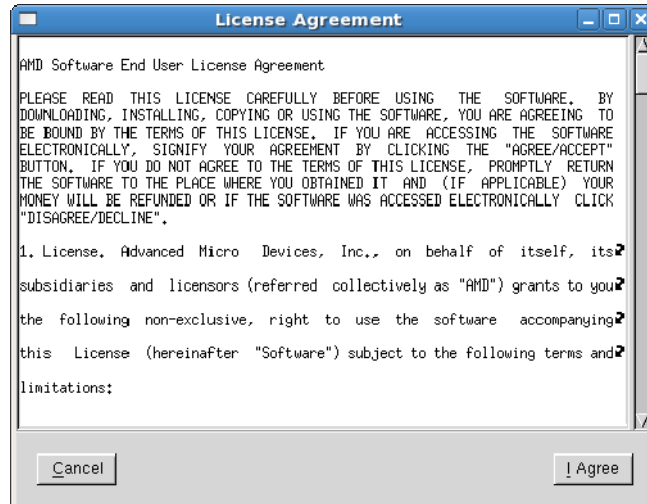 License Agreement
AMD Software End User License Agreement
PLEASE READ THIS LICENSE CAREFULLY BEFORE USING THE SOFTWARE. BY
DOWNLOADING, INSTALLING, COPYING OR USING THE SOFTWARE, YOU ARE AGREEING TO
BE BOUND BY THE TERMS OF THIS LICENSE. IF YOU ARE ACCESSING THE SOFTWARE
ELECTRONICALLY, SIGNIFY YOUR AGREEMENT BY CLICKING THE "AGREE/ACCEPT"
BUTTON. IF YOU DO NOT AGREE TO THE TERMS OF THIS LICENSE, PROMPTLY RETURN
THE SOFTWARE TO THE PLACE WHERE YOU OBTAINED IT AND (IF APPLICABLE) YOUR
MONEY WILL BE REFUNDED OR IF THE SOFTWARE WAS ACCESSED ELECTRONICALLY CLICK
"DISAGREE/DECLINE".
1. License. Advanced Micro Devices, Inc., on behalf of itself, its
subsidiaries and licensors (referred collectively as "AMD") grants to you
the following non-exclusive, right to use the software accompanying
this License (hereinafter "Software") subject to the following terms and
limitations:
Cancel
I Agree